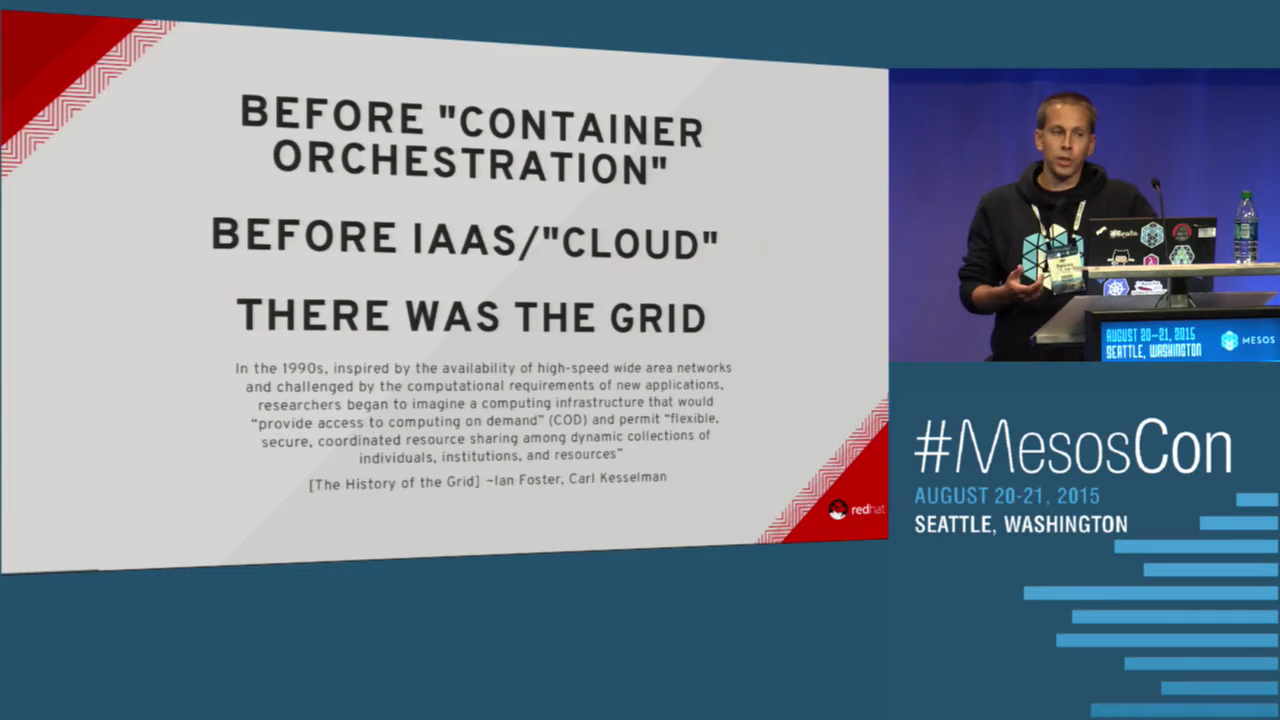 BEFORE "CONTAINER
ORCHESTRATION"
BEFORE IAAS/"CLOUD"
THERE WAS THE GRID
In the 1990s, inspired by the availability of high-speed wide area networks
and challenged by the computational requirements of new applications,
researchers began to imagine a computing infrastructure that would
“provide access to computing on demand” (COD) and permit “flexible,
secure, coordinated resource sharing among dynamic collections of
individuals, institutions, and resources”
[The History of the Grid] ~Ian Foster, Carl Kesselman
redhat
AUGUST 20-21, 2015
SEATTLE, WASHINGTON
MESOS
#MesosCon
AUGUST 20-21, 2015
SEATTLE, WASHINGTON